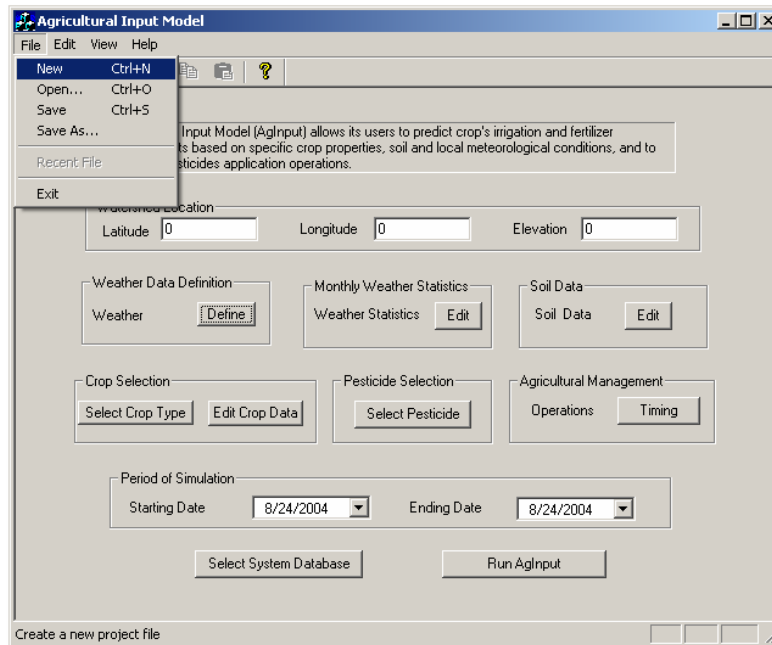 Agricultural Input Model
File Edit View Help
New Ctrl+N
Open... Ctrl+O
Save Ctrl+S
Save As...
Recent File
Exit
Input Model (AgInput) allows its users to predict crop's irrigation and fertilizer
based on specific crop properties, soil and local meteorological conditions, and to
application operations.
Watershed Location
Latitude 0 Longitude 0 Elevation 0
Weather Data Definition Monthly Weather Statistics Soil Data
Weather Define Weather Statistics Edit Soil Data Edit
Crop Selection Pesticide Selection Agricultural Management
Select Crop Type Edit Crop Data Select Pesticide Operations Timing
Period of Simulation
Starting Date 8/24/2004 Ending Date 8/24/2004
Select System Database Run AgInput
Create a new project file